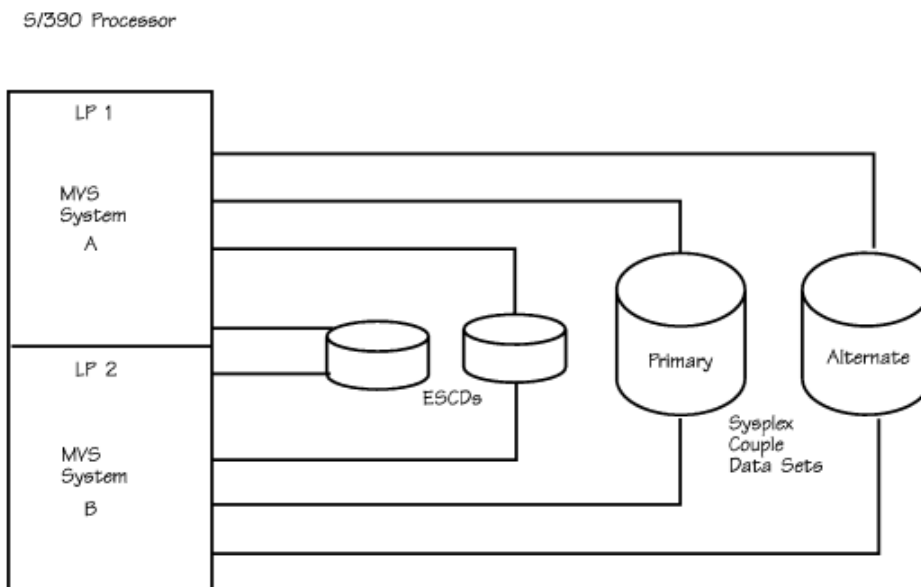 S/390 Processor
LP 1
MVS
System
A
LP 2
MVS
System
B
ESCDs
Primary
Alternate
Sysplex
Couple
Data Sets